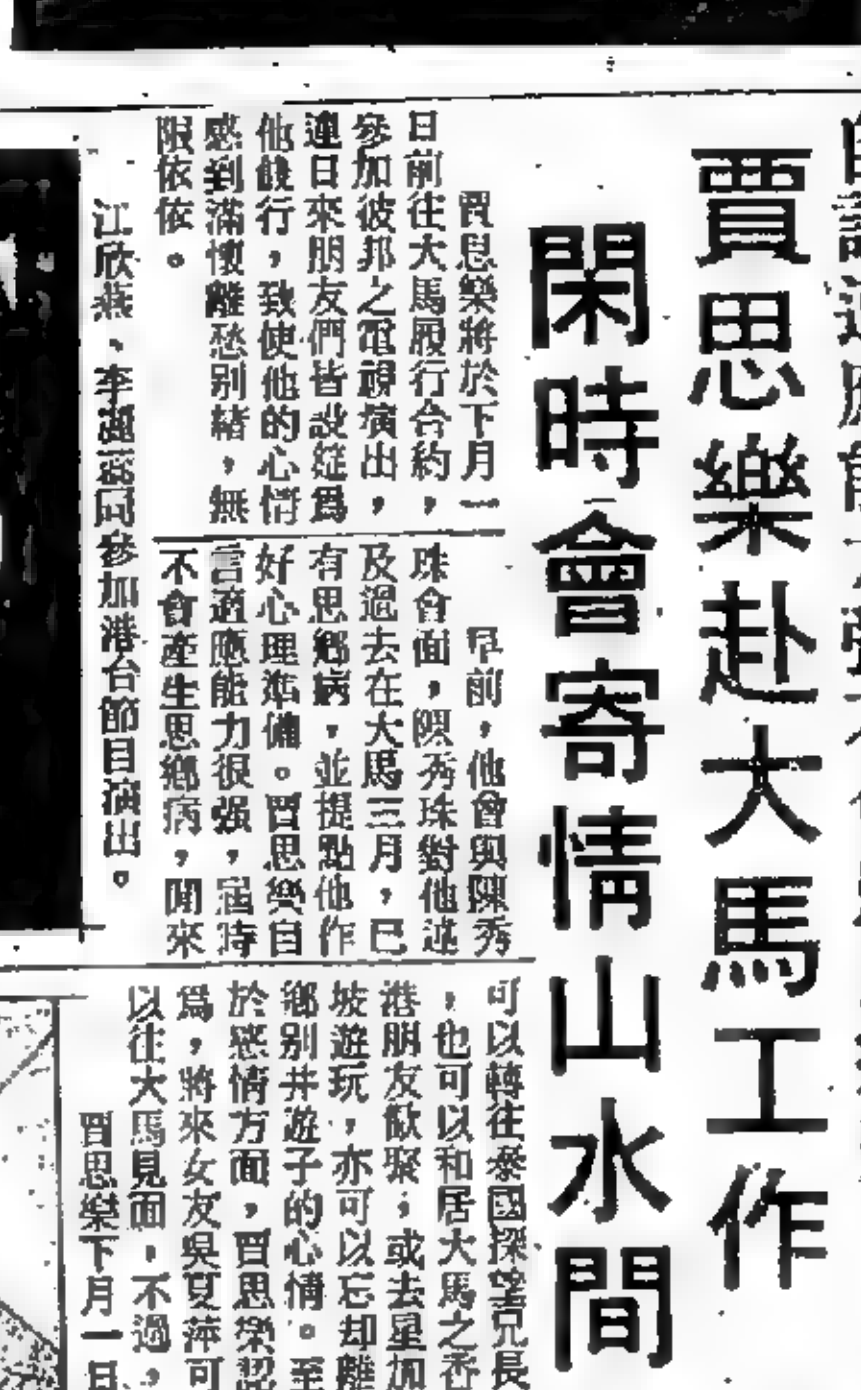 賈思樂赴大馬工作
閑時會寄情山水間
賈思樂將於下月一
日前往大馬履行合約，
參加彼邦之電視演出，
連日來朋友們皆設筵爲
他餞行，致使他的心情
感到滿懷離愁別緒，無
限依依。
早前，他會與陳秀
珠會面，陳秀珠對他述
及過去在大馬三月，已
有思鄉病，並提點他作
好心理準備。賈思樂自
言適應能力很强，屆時
不會產生思鄉病，閒來
可以轉往泰國探望兄長
，也可以和居大馬之香
港朋友歡聚；或去星加
坡遊玩，亦可以忘却離
鄉别井遊子的心情。至
於感情方面，賈思樂認
爲，將來女友吳夏萍可
以往大馬見面，不過，
賈思樂下月一日
江欣燕、李同參加港台節目演出。